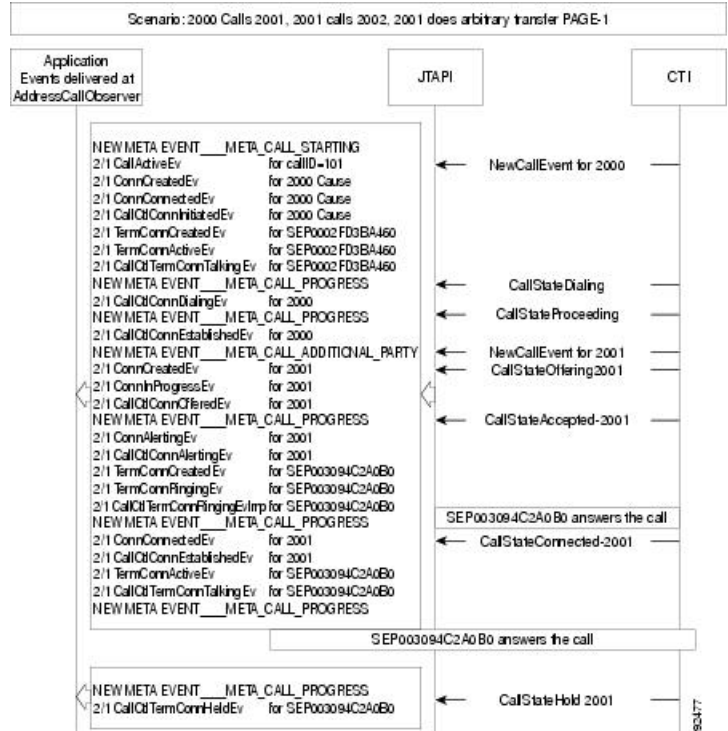 Scenario: 2000 Calls 2001, 2001 calls 2002, 2001 does arbitrary transfer PAGE-1
Application
Events delivered at
AddressCallObserver
JTAPI
CTI
NEW META EVENT___META_CALL_STARTING
2/1 CallActiveEv for callID=101
2/1 ConnCreatedEv for 2000 Cause
2/1 ConnConnectedEv for 2000 Cause
2/1 CallCtlConnInitiatedEv for 2000 Cause
2/1 TermConnCreatedEv for SEP0002FD3BA460
2/1 TermConnActiveEv for SEP0002FD3BA460
2/1 CallCtlTermConnTalkingEv for SEP0002FD3BA460
NEW META EVENT___META_CALL_PROGRESS
2/1 CallCtlConnDialingEv for 2000
NEW META EVENT___META_CALL_PROGRESS
2/1 CallCtlConnEstablishedEv for 2000
NEW META EVENT___META_CALL_ADDITIONAL_PARTY
2/1 ConnCreatedEv for 2001
2/1 ConnInProgressEv for 2001
2/1 CallCtlConnOfferedEv for 2001
NEW META EVENT___META_CALL_PROGRESS
2/1 ConnAlertingEv for 2001
2/1 CallCtlConnAlertingEv for 2001
2/1 TermConnCreatedEv for SEP003094C2A0B0
2/1 TermConnRingingEv for SEP003094C2A0B0
2/1 CallCtlTermConnRingingEvImp for SEP003094C2A0B0
NEW META EVENT___META_CALL_PROGRESS
2/1 ConnConnectedEv for 2001
2/1 CallCtlConnEstablishedEv for 2001
2/1 TermConnActiveEv for SEP003094C2A0B0
2/1 CallCtlTermConnTalkingEv for SEP003094C2A0B0
NEW META EVENT___META_CALL_PROGRESS
NewCallEvent for 2000
CallStateDialing
CallStateProceeding
NewCallEvent for 2001
CallStateOffering2001
CallStateAccepted-2001
SEP003094C2A0B0 answers the call
CallStateConnected-2001
SEP003094C2A0B0 answers the call
NEW META EVENT___META_CALL_PROGRESS
2/1 CallCtlTermConnHeldEv for SEP003094C2A0B0
CallStateHold 2001
92477